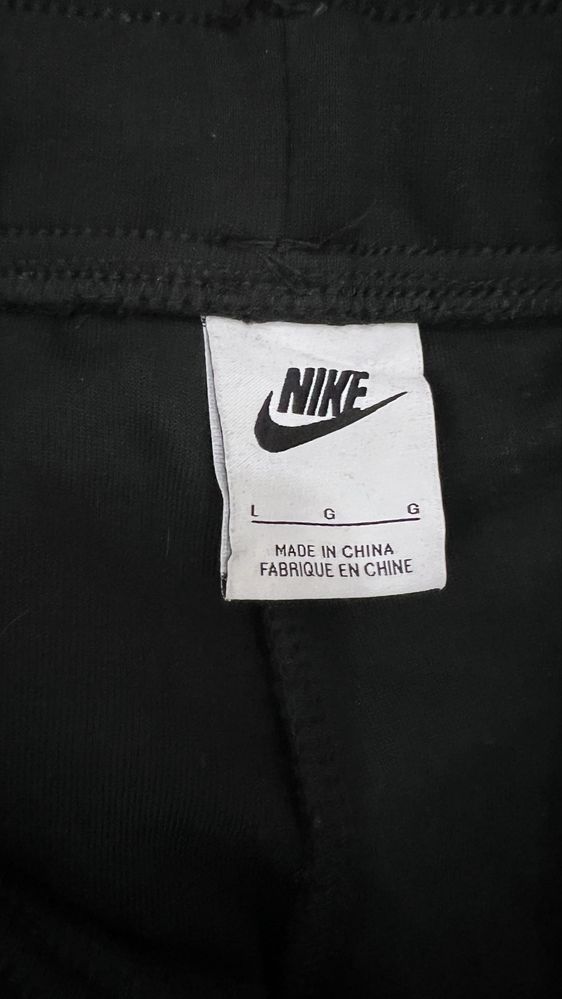 NIKE
L G G
MADE IN CHINA
FABRIQUE EN CHINE